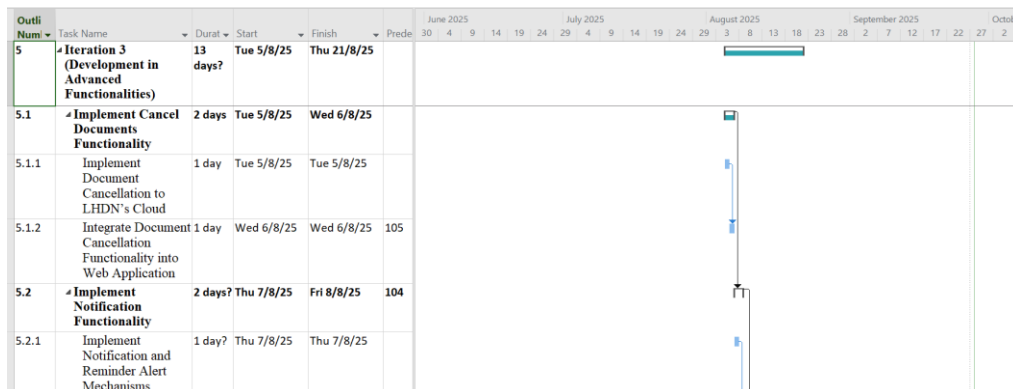 June 2025 July 2025 August 2025 September 2025 Octo
Outli
Num Task Name Durat Start Finish Prede 30 4 9 14 19 24 29 4 9 14 19 24 29 3 8 13 18 23 28 2 7 12 17 22 27 2
5 Iteration 3 13 Tue 5/8/25 Thu 21/8/25
(Development in days?
Advanced
Functionalities)
5.1 Implement Cancel 2 days Tue 5/8/25 Wed 6/8/25
Documents
Functionality
5.1.1 Implement 1 day Tue 5/8/25 Tue 5/8/25
Document
Cancellation to
LHDN's Cloud
5.1.2 Integrate Document 1 day Wed 6/8/25 Wed 6/8/25 105
Cancellation
Functionality into
Web Application
5.2 Implement 2 days? Thu 7/8/25 Fri 8/8/25 104
Notification
Functionality
5.2.1 Implement 1 day? Thu 7/8/25 Thu 7/8/25
Notification and
Reminder Alert
Mechanisms